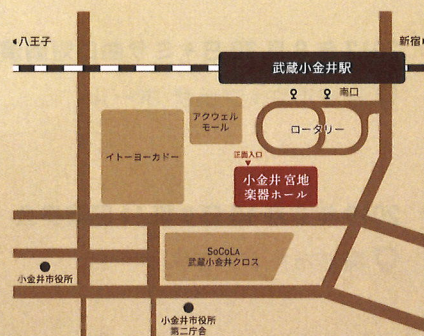 八王子
新宿
武蔵小金井駅
南口
アクウェル
モール
ロータリー
イトーヨーカドー
正面入口
小金井 宮地
楽器ホール
SoCoLA
武蔵小金井クロス
小金井市役所
小金井市役所
第二庁舎